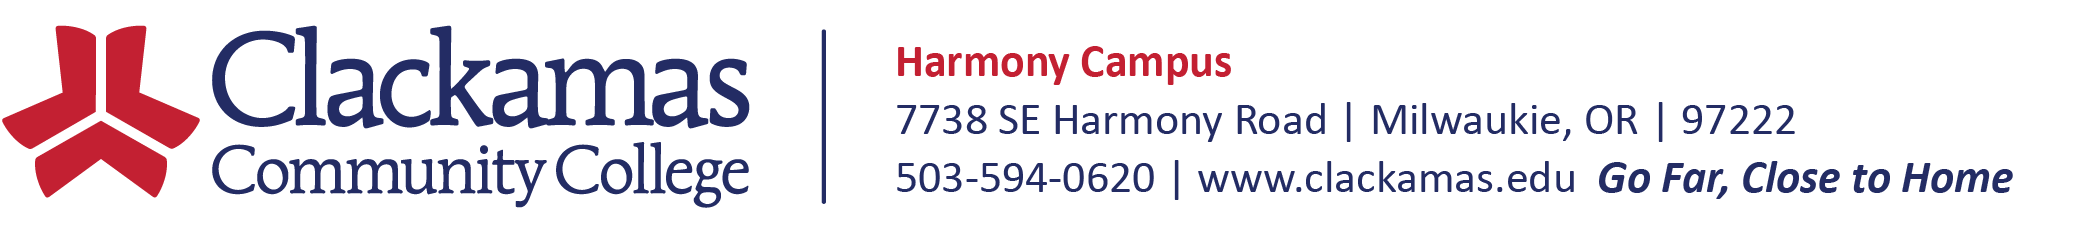 Clackamas
Community College
Harmony Campus
7738 SE Harmony Road | Milwaukie, OR | 97222
503-594-0620 | www.clackamas.edu Go Far, Close to Home